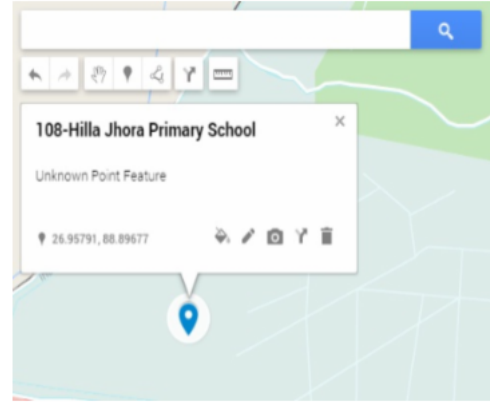 108-Hilla Jhora Primary School
Unknown Point Feature
26.95791, 88.89677